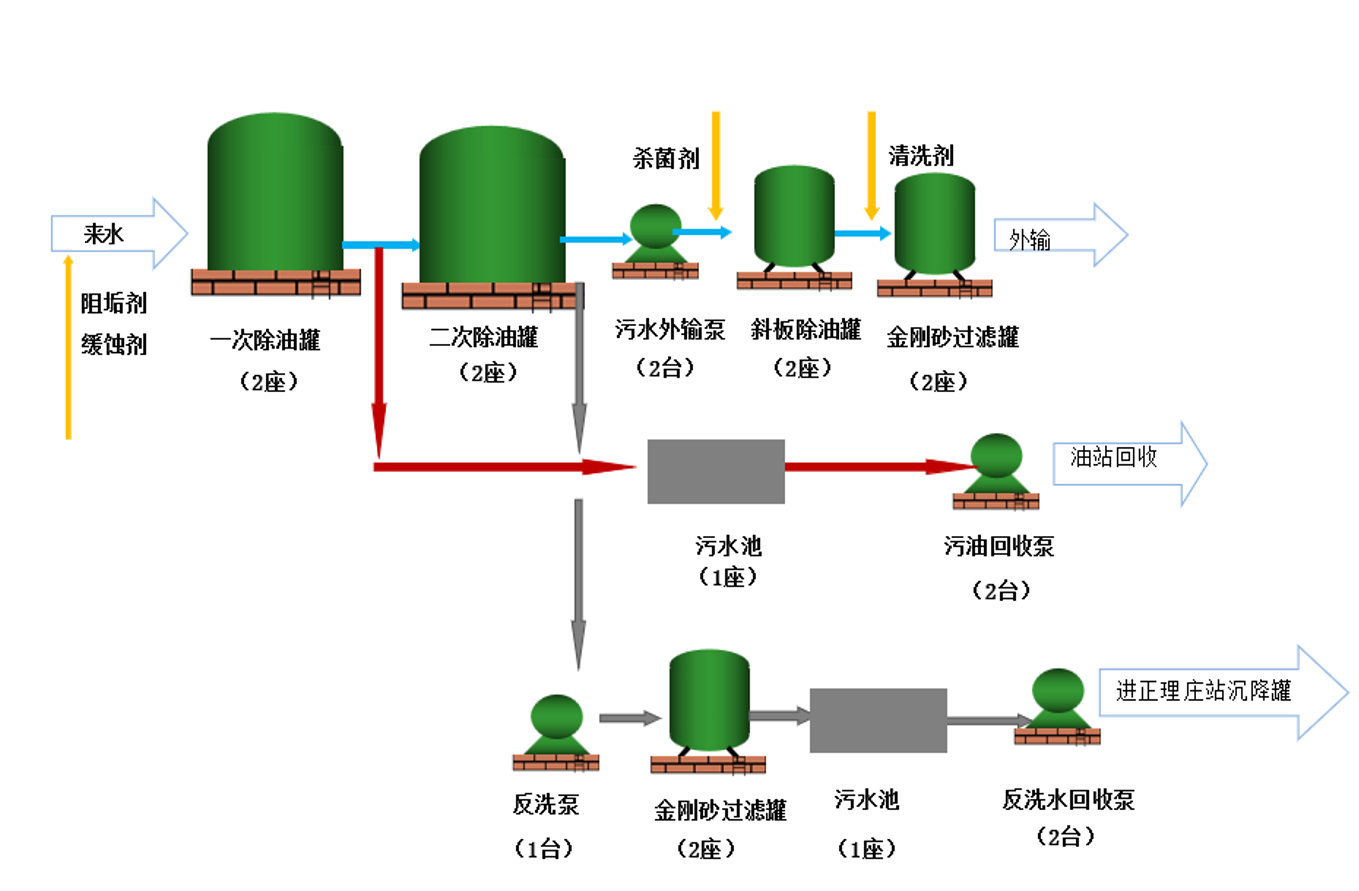 杀菌剂
清洗剂
来水
外输
阻垢剂
缓蚀剂
一次除油罐
（2座）
二次除油罐
（2座）
污水外输泵
（2台）
斜板除油罐
（2座）
金刚砂过滤罐
（2座）
油站回收
污水池
（1座）
污油回收泵
（2台）
进正理庄站沉降罐
反洗泵
（1台）
金刚砂过滤罐
（2座）
污水池
（1座）
反洗水回收泵
（2台）